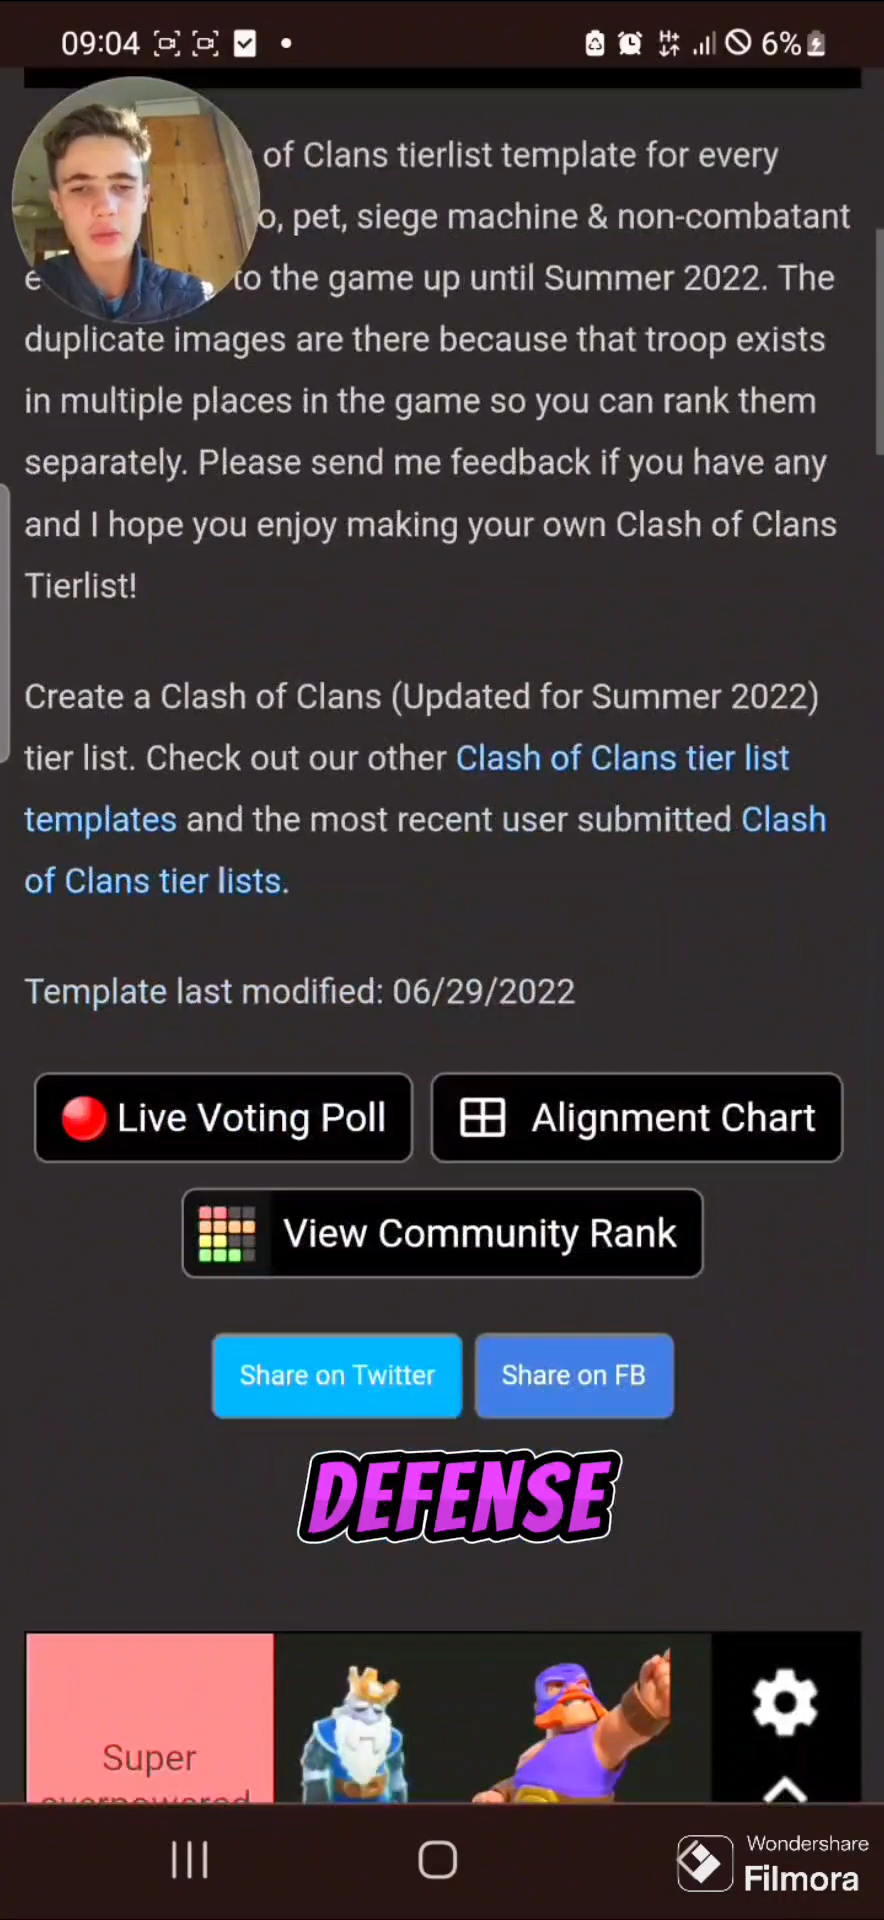 09:04
H+
6%
of Clans tierlist template for every
o, pet, siege machine & non-combatant
e to the game up until Summer 2022. The
duplicate images are there because that troop exists
in multiple places in the game so you can rank them
separately. Please send me feedback if you have any
and I hope you enjoy making your own Clash of Clans
Tierlist!
Create a Clash of Clans (Updated for Summer 2022)
tier list. Check out our other Clash of Clans tier list
templates and the most recent user submitted Clash
of Clans tier lists.
Template last modified: 06/29/2022
Live Voting Poll
Alignment Chart
View Community Rank
Share on Twitter
Share on FB
DEFENSE
Super
overpowered
Wondershare
Filmora